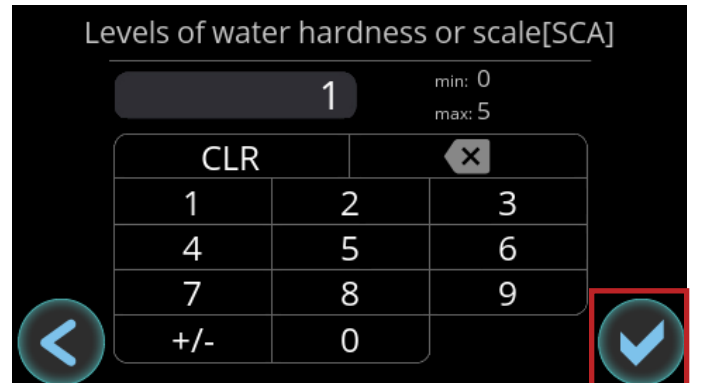 Levels of water hardness or scale[SCA]
1
min: 0
max: 5
CLR
1 2 3
4 5 6
7 8 9
+/- 0